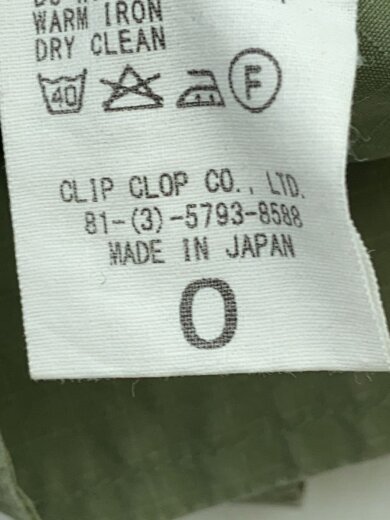 WARM IRON
DRY CLEAN
40 F
CLIP CLOP CO., LTD.
81-(3)-5793-8588
MADE IN JAPAN
0